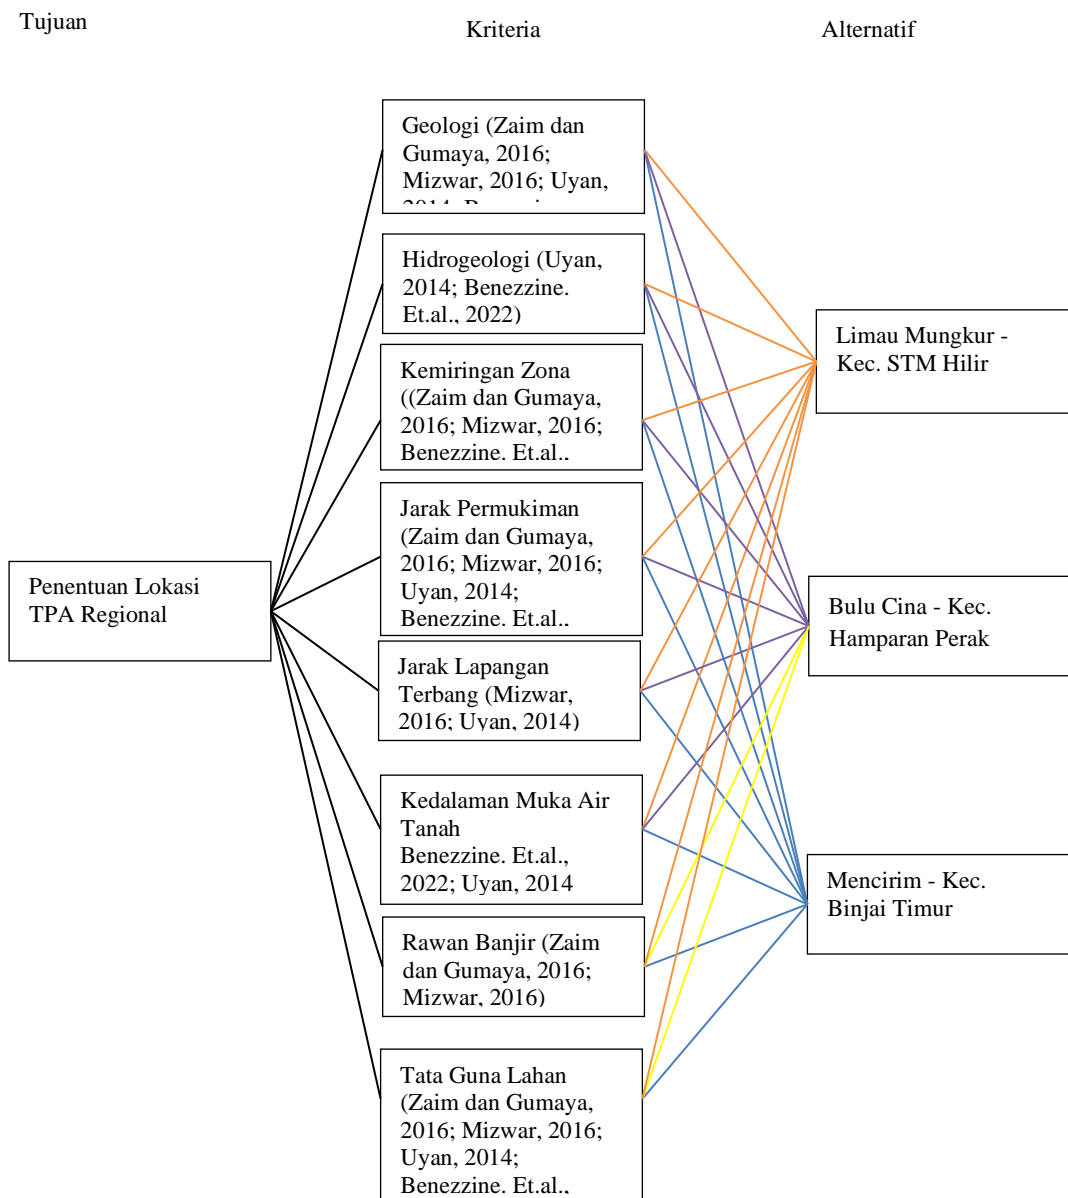 Tujuan
Kriteria
Alternatif
Geologi (Zaim dan
Gumaya, 2016;
Mizwar, 2016; Uyan,
Hidrogeologi (Uyan,
2014; Benezzine.
Et.al., 2022)
Kemiringan Zona
((Zaim dan Gumaya,
2016; Mizwar, 2016;
Benezzine. Et.al.,
Jarak Permukiman
(Zaim dan Gumaya,
2016; Mizwar, 2016;
Uyan, 2014;
Benezzine. Et.al.,
Jarak Lapangan
Terbang (Mizwar,
2016; Uyan, 2014)
Kedalaman Muka Air
Tanah
Benezzine. Et.al.,
2022; Uyan, 2014
Rawan Banjir (Zaim
dan Gumaya, 2016;
Mizwar, 2016)
Tata Guna Lahan
(Zaim dan Gumaya,
2016; Mizwar, 2016;
Uyan, 2014;
Benezzine. Et.al.,
Penentuan Lokasi
TPA Regional
Limau Mungkur -
Kec. STM Hilir
Bulu Cina - Kec.
Hamparan Perak
Mencirim - Kec.
Binjai Timur